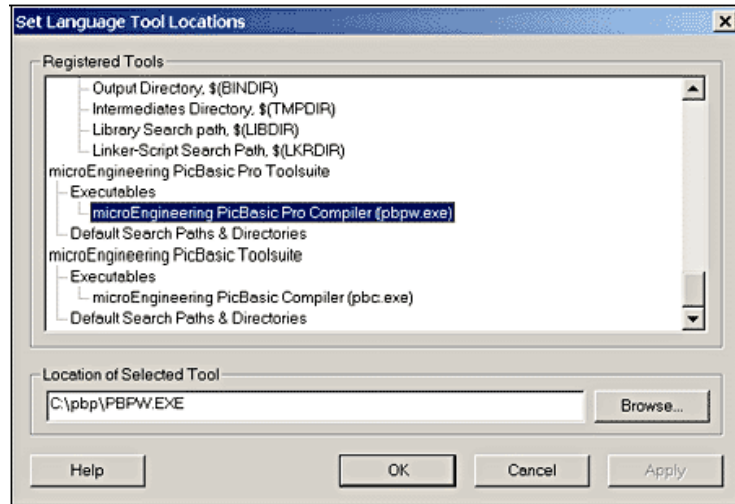 Set Language Tool Locations
Registered Tools
Output Directory, $(BINDIR)
Intermediates Directory, $(TMPDIR)
Library Search path, $(LIBDIR)
Linker-Script Search Path, $(LKRDIR)
microEngineering PicBasic Pro Toolsuite
Executables
microEngineering PicBasic Pro Compiler (pbpw.exe)
Default Search Paths & Directories
microEngineering PicBasic Toolsuite
Executables
microEngineering PicBasic Compiler (pbc.exe)
Default Search Paths & Directories
Location of Selected Tool
C:\pbp\PBPW.EXE
Browse...
Help
OK
Cancel
Apply